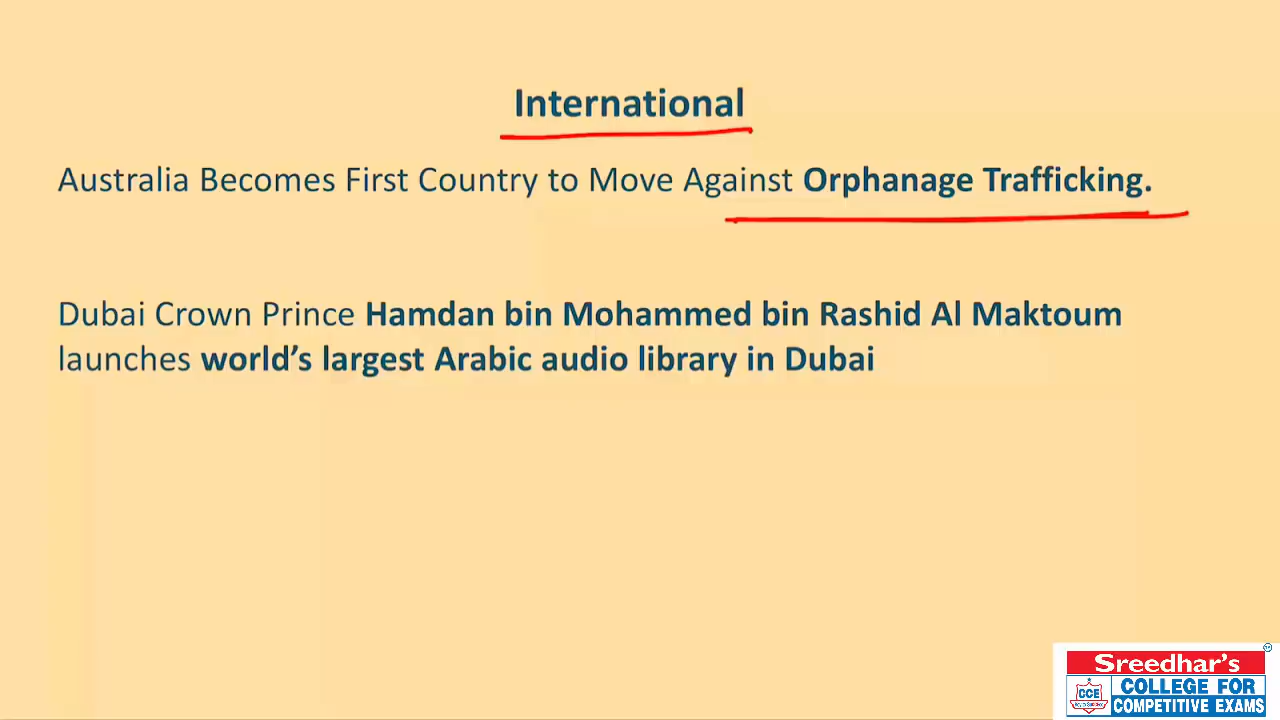 International
Australia Becomes First Country to Move Against Orphanage Trafficking.
Dubai Crown Prince Hamdan bin Mohammed bin Rashid Al Maktoum
launches world's largest Arabic audio library in Dubai
Sreedhar's
CCE
COLLEGE FOR
COMPETITIVE EXAMS